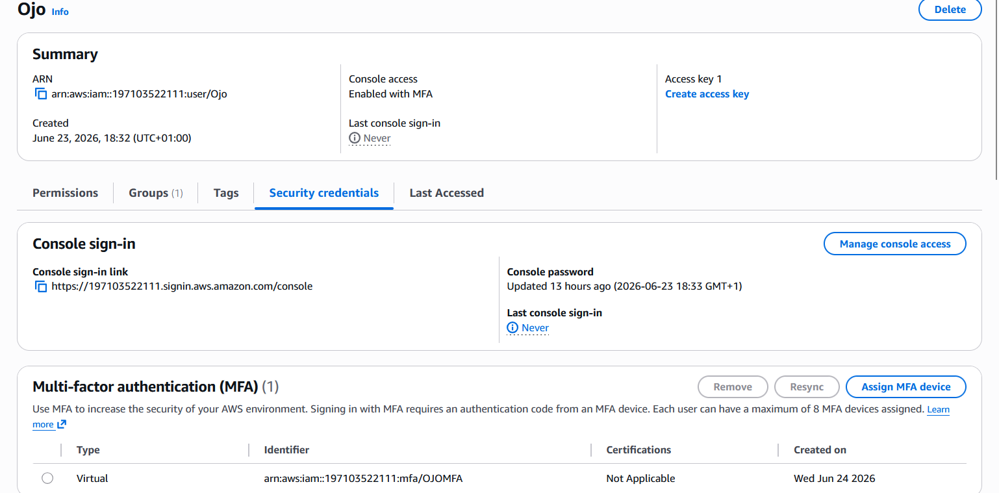 Ojo Info
Delete
Summary
ARN
arn:aws:iam::197103522111:user/Ojo
Created
June 23, 2026, 18:32 (UTC+01:00)
Console access
Enabled with MFA
Last console sign-in
Never
Access key 1
Create access key
Permissions
Groups (1)
Tags
Security credentials
Last Accessed
Console sign-in
Manage console access
Console sign-in link
https://197103522111.signin.aws.amazon.com/console
Console password
Updated 13 hours ago (2026-06-23 18:33 GMT+1)
Last console sign-in
Never
Multi-factor authentication (MFA) (1)
Remove
Resync
Assign MFA device
Use MFA to increase the security of your AWS environment. Signing in with MFA requires an authentication code from an MFA device. Each user can have a maximum of 8 MFA devices assigned. Learn
more
Type
Identifier
Certifications
Created on
Virtual
arn:aws:iam::197103522111:mfa/OJOMFA
Not Applicable
Wed Jun 24 2026